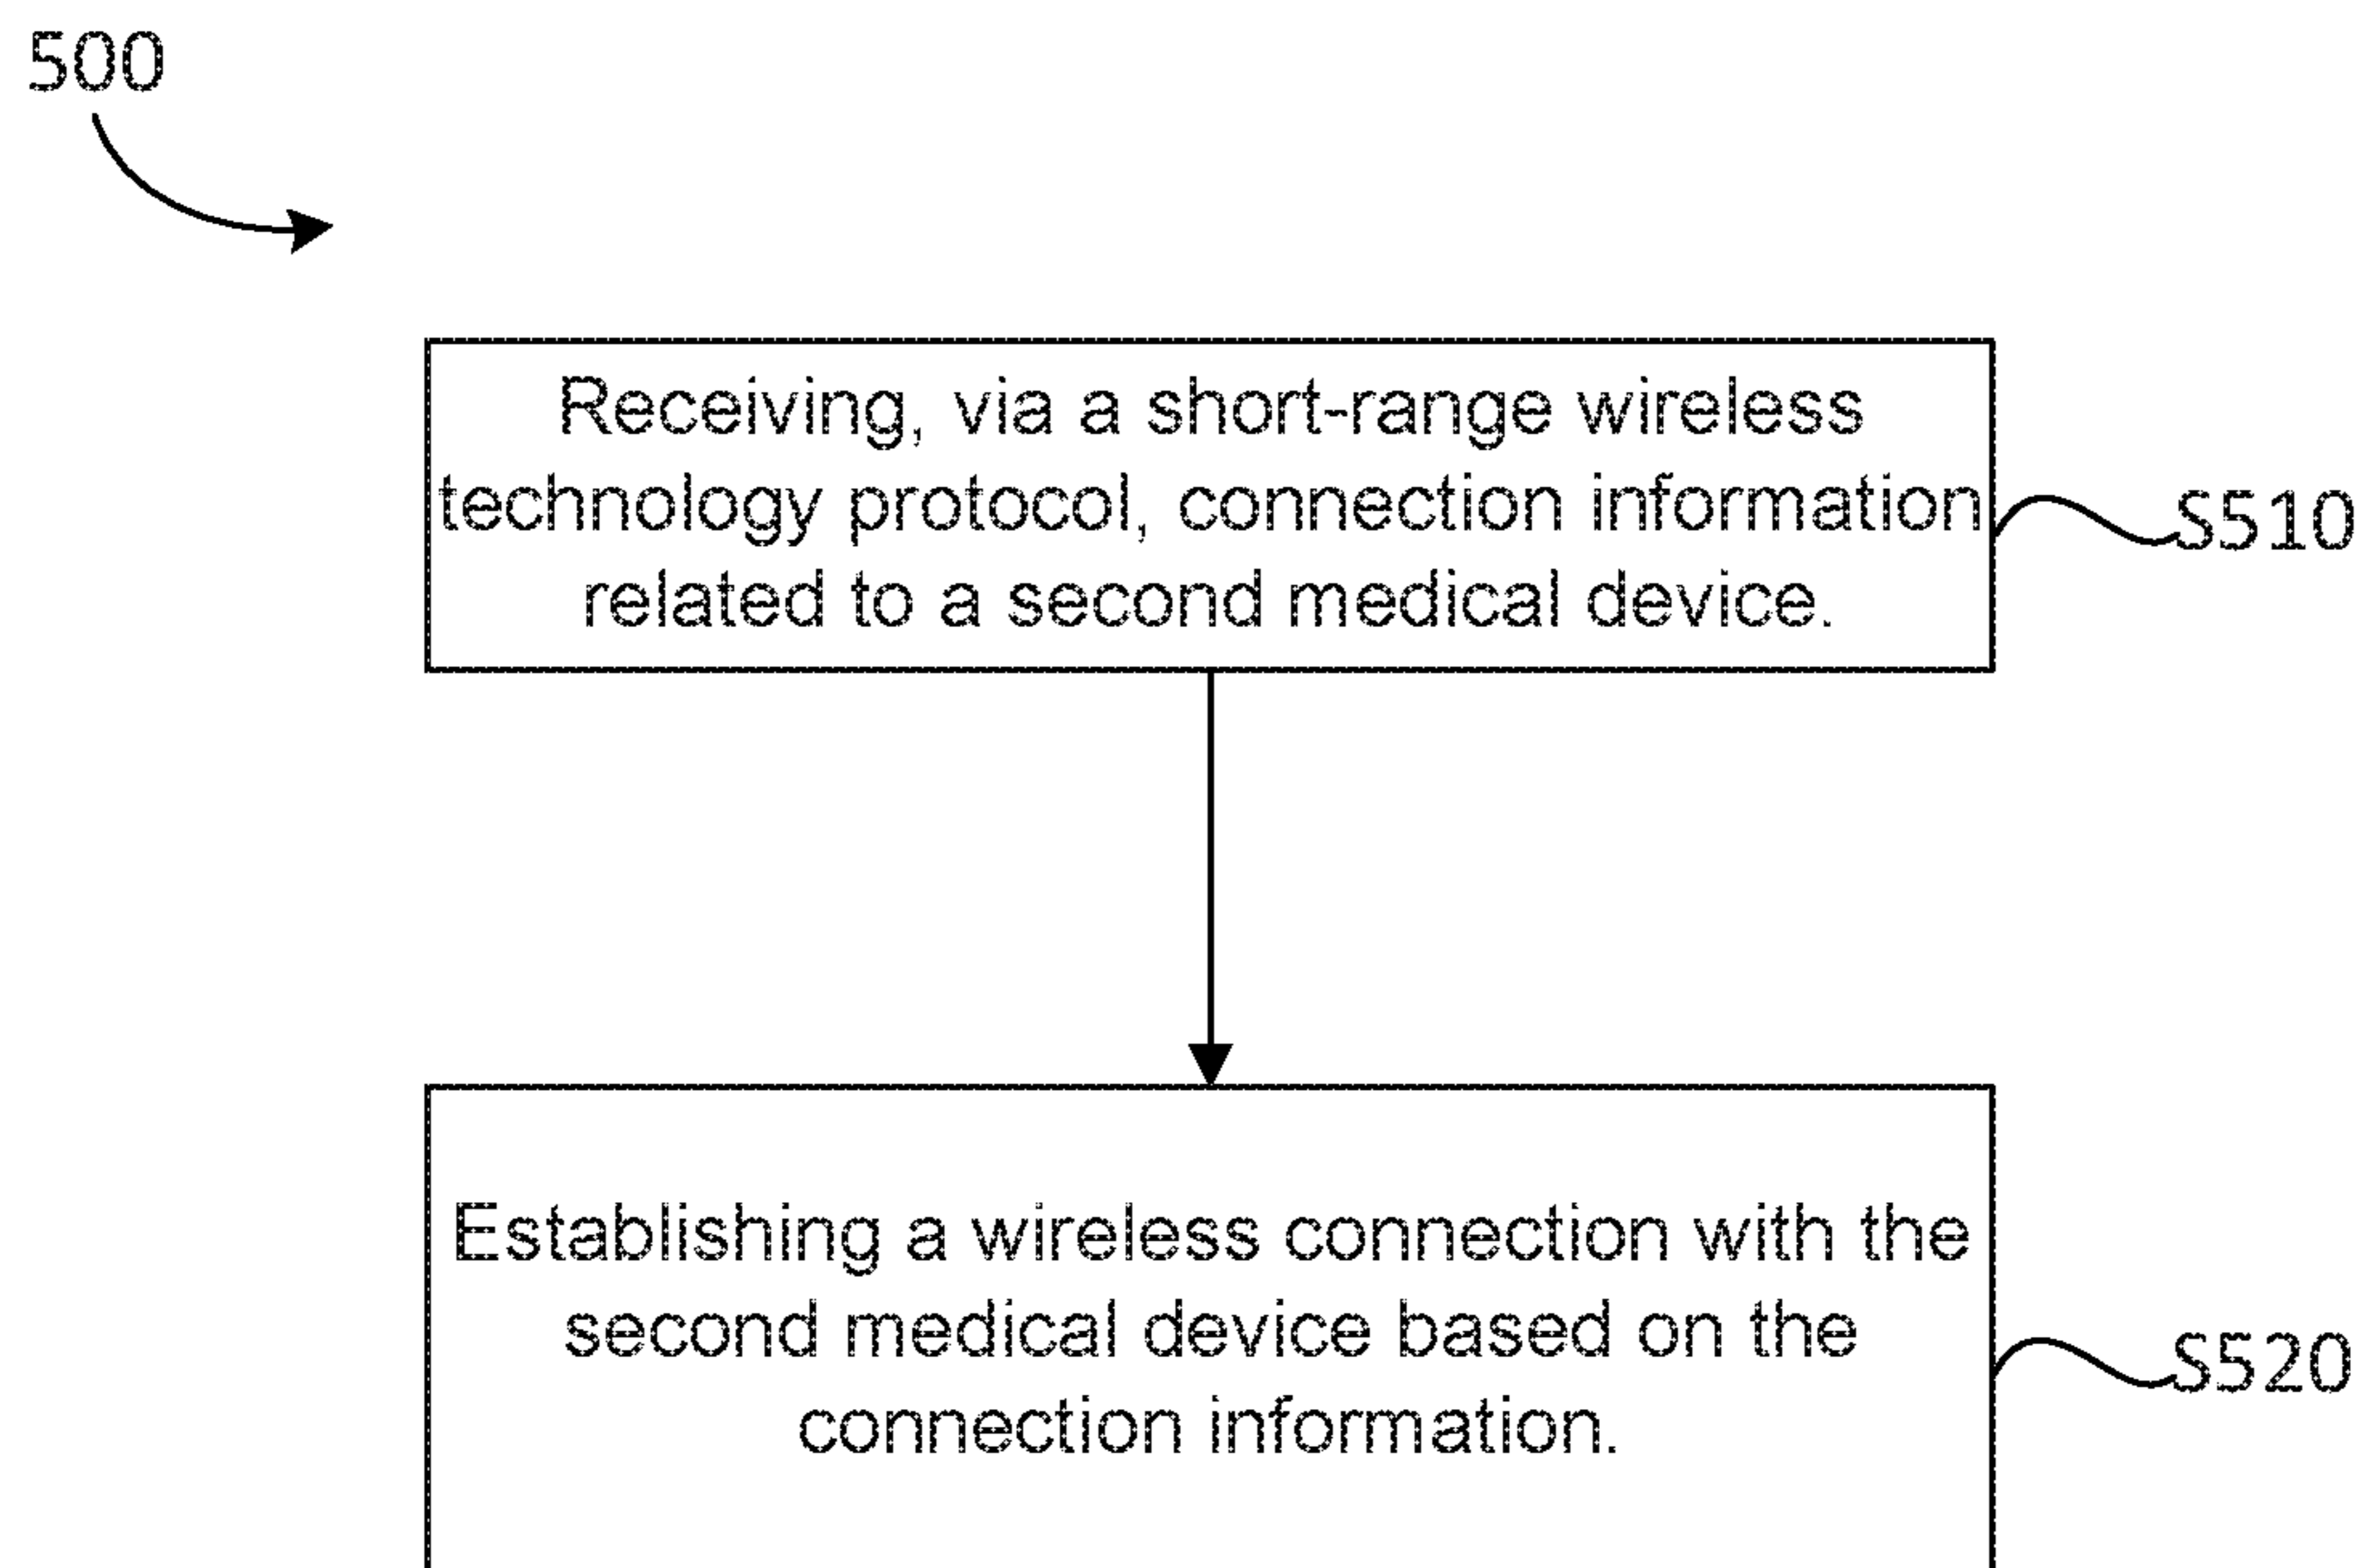 500
Receiving, via a short-range wireless
technology protocol, connection information
related to a second medical device.
S510
Establishing a wireless connection with the
second medical device based on the
connection information.
S520